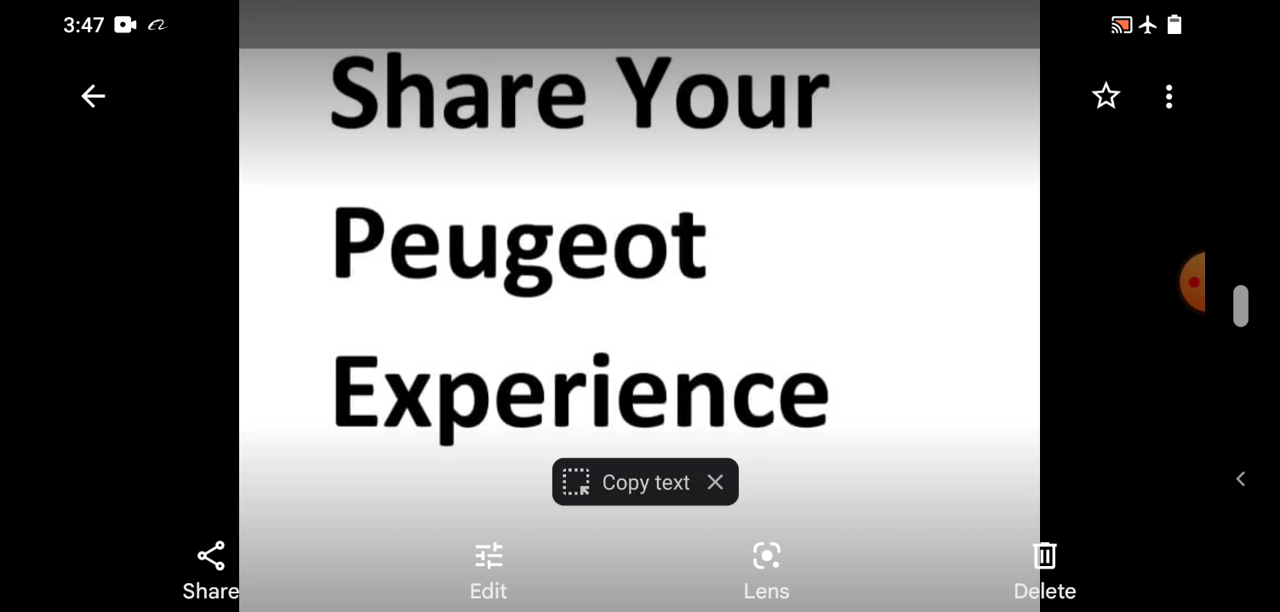 3:47
Share Your
Peugeot
Experience
Copy text
Share
Edit
Lens
Delete